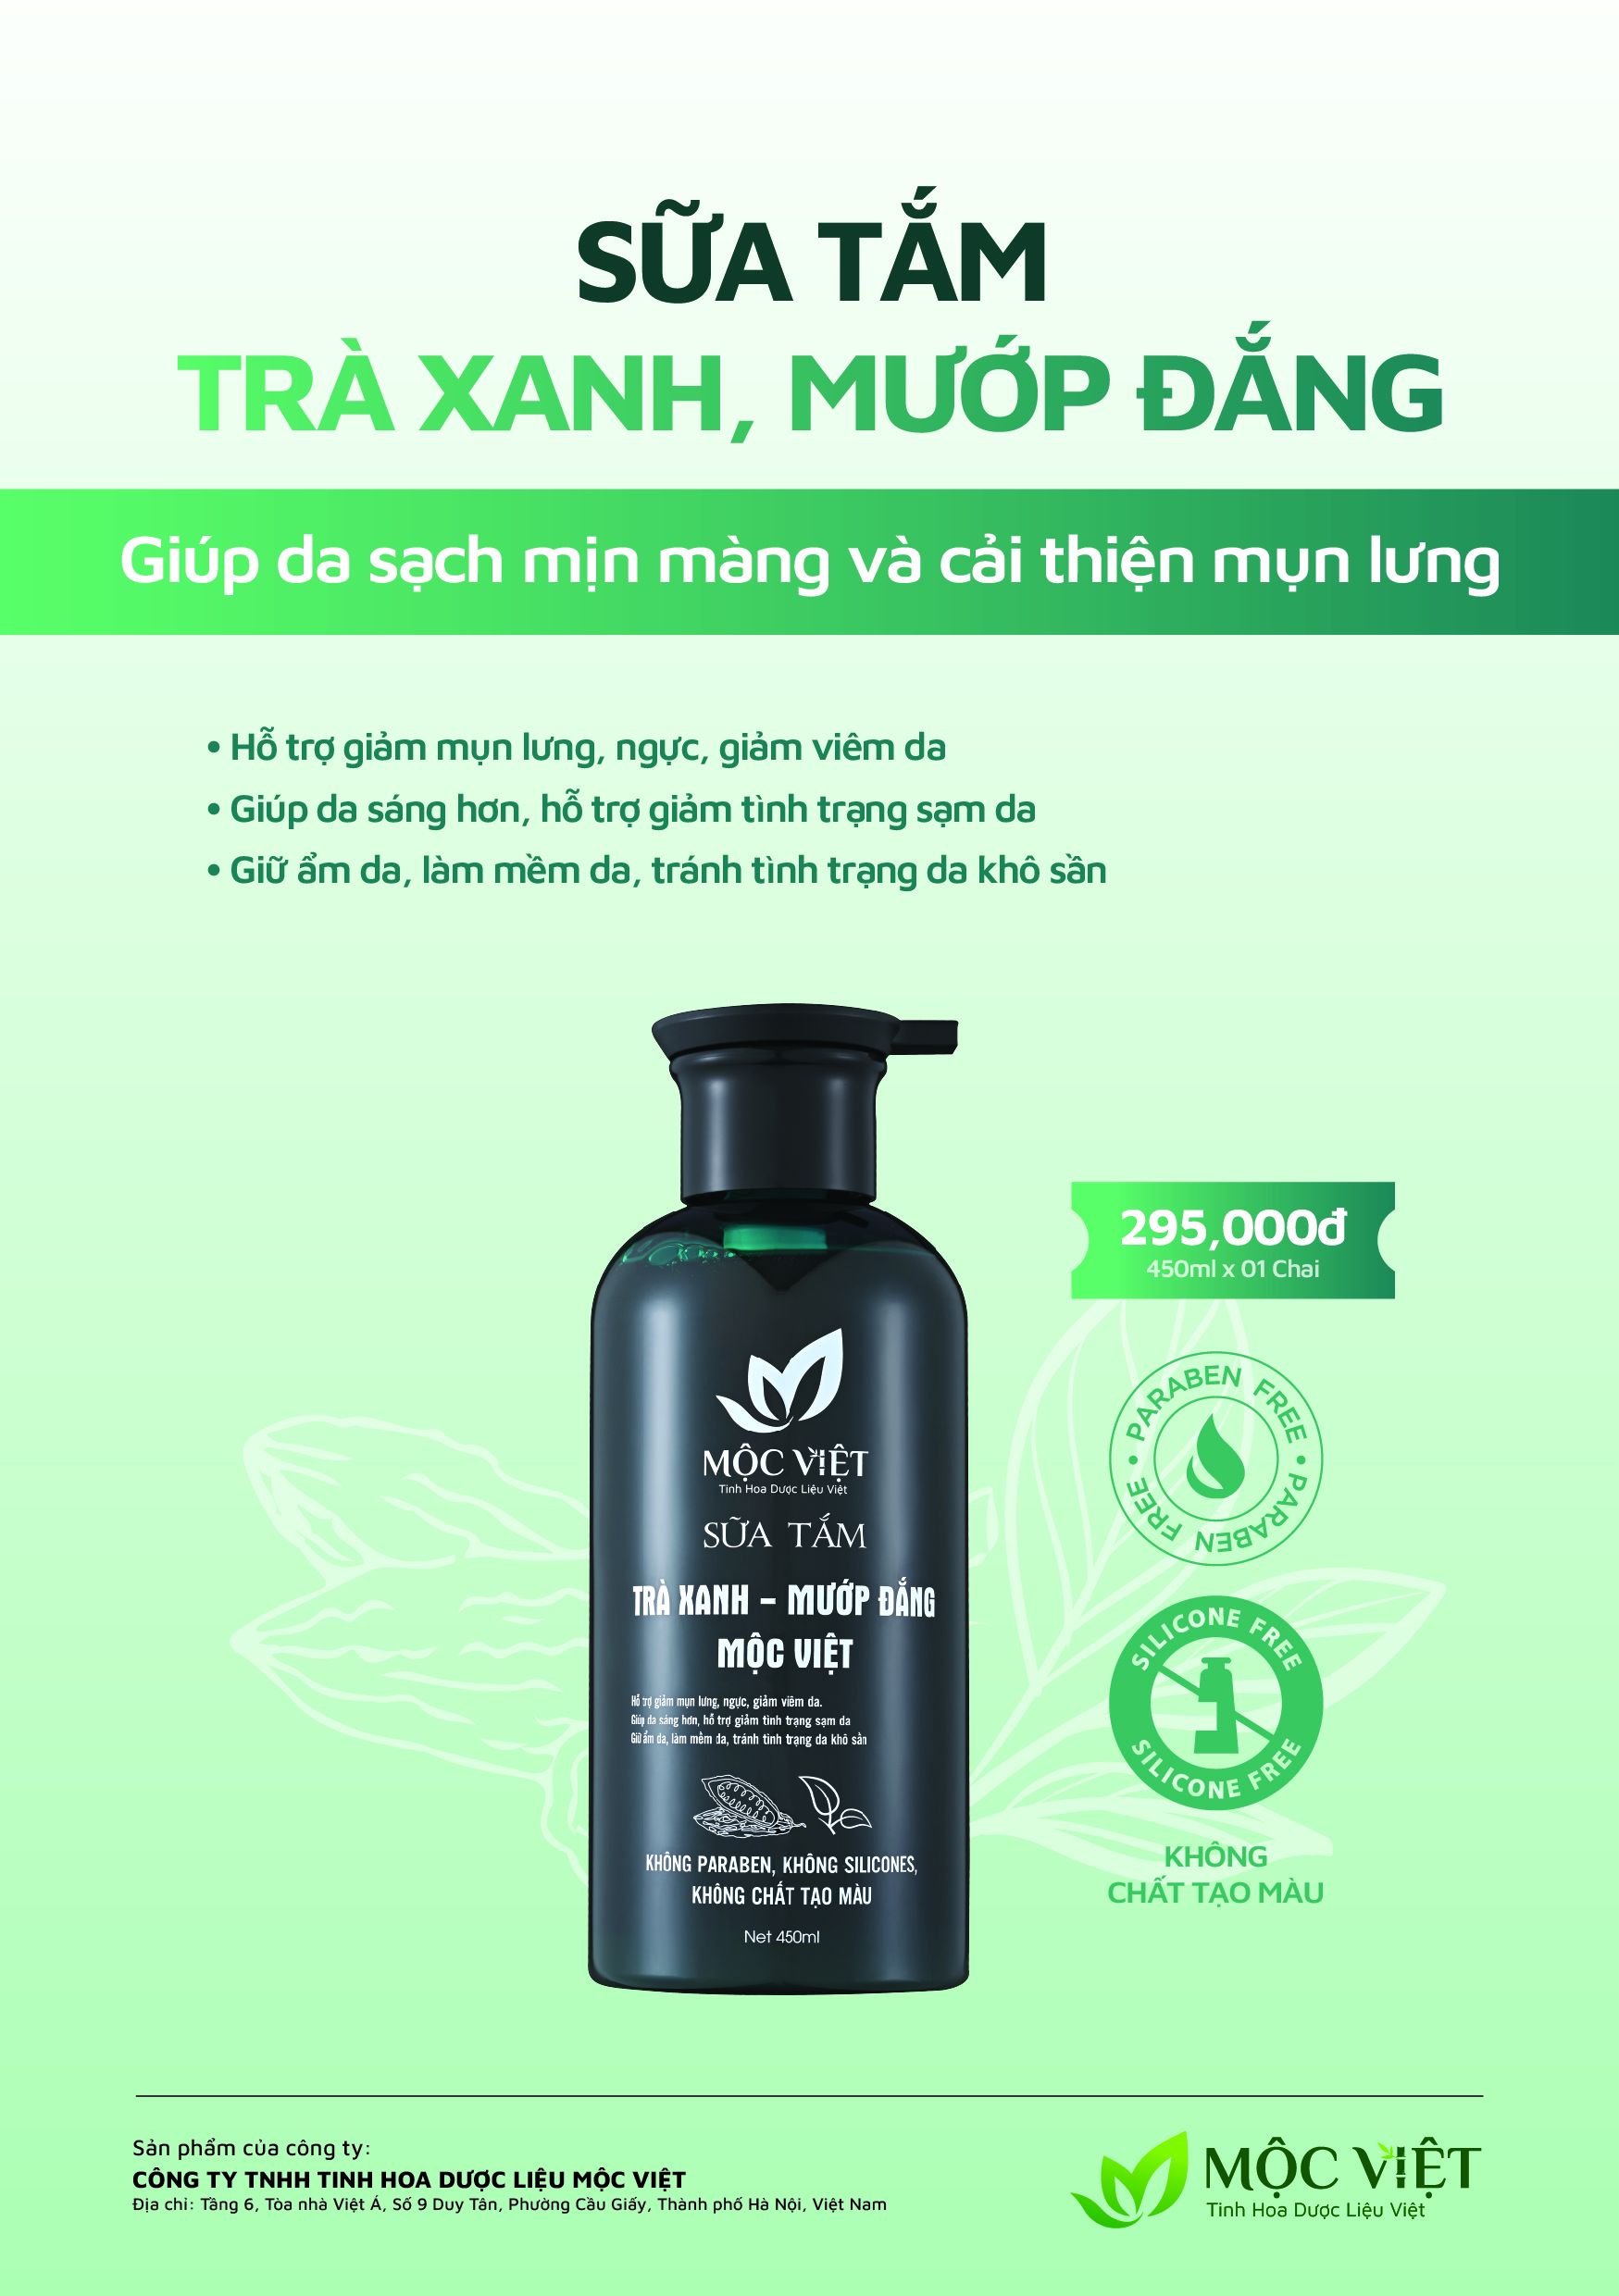 SỮA TẮM
TRÀ XANH, MƯỚP ĐẮNG
Giúp da sạch mịn màng và cải thiện mụn lưng
• Hỗ trợ giảm mụn lưng, ngực, giảm viêm da
• Giúp da sáng hơn, hỗ trợ giảm tình trạng sạm da
• Giữ ẩm da, làm mềm da, tránh tình trạng da khô sần
295,000đ
450ml x 01 Chai
MỘC VIỆT
Tinh Hoa Dược Liệu Việt
SỮA TẮM
TRÀ XANH – MƯỚP ĐẮNG
MỘC VIỆT
Hỗ trợ giảm mụn lưng, ngực, giảm viêm da.
Giúp da sáng hơn, hỗ trợ giảm tình trạng sạm da
Giữ ẩm da, làm mềm da, tránh tình trạng da khô sần
KHÔNG PARABEN, KHÔNG SILICONES,
KHÔNG CHẤT TẠO MÀU
Net 450ml
• PARABEN FREE • PARABEN FREE
SILICONE FREE
SILICONE FREE
KHÔNG
CHẤT TẠO MÀU
Sản phẩm của công ty:
CÔNG TY TNHH TINH HOA DƯỢC LIỆU MỘC VIỆT
Địa chỉ: Tầng 6, Tòa nhà Việt Á, Số 9 Duy Tân, Phường Cầu Giấy, Thành phố Hà Nội, Việt Nam
MỘC VIỆT
Tinh Hoa Dược Liệu Việt